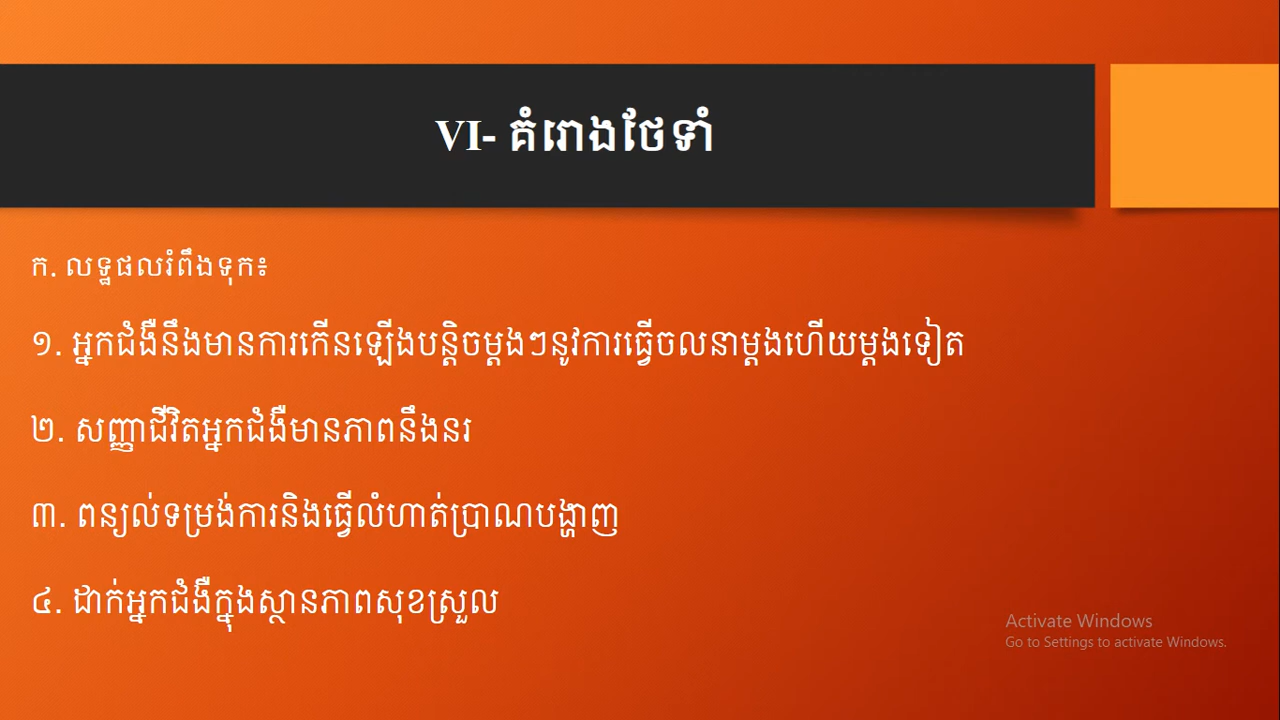 VI- គំរោងថែទាំ
ក. លទ្ឋផលរំពឹងទុក៖
១. អ្នកជំងឺនឹងមានការកើនឡើងបន្តិចម្តងៗនូវការធ្វើចលនាម្តងហើយម្តងទៀត
២. សញ្ញាជីវិតអ្នកជំងឺមានភាពនឹងនរ
៣. ពន្យល់ទម្រង់ការនិងធ្វើលំហាត់ប្រាណបង្ហាញ
៤. ដាក់អ្នកជំងឺក្នុងស្ថានភាពសុខស្រួល
Activate Windows
Go to Settings to activate Windows.